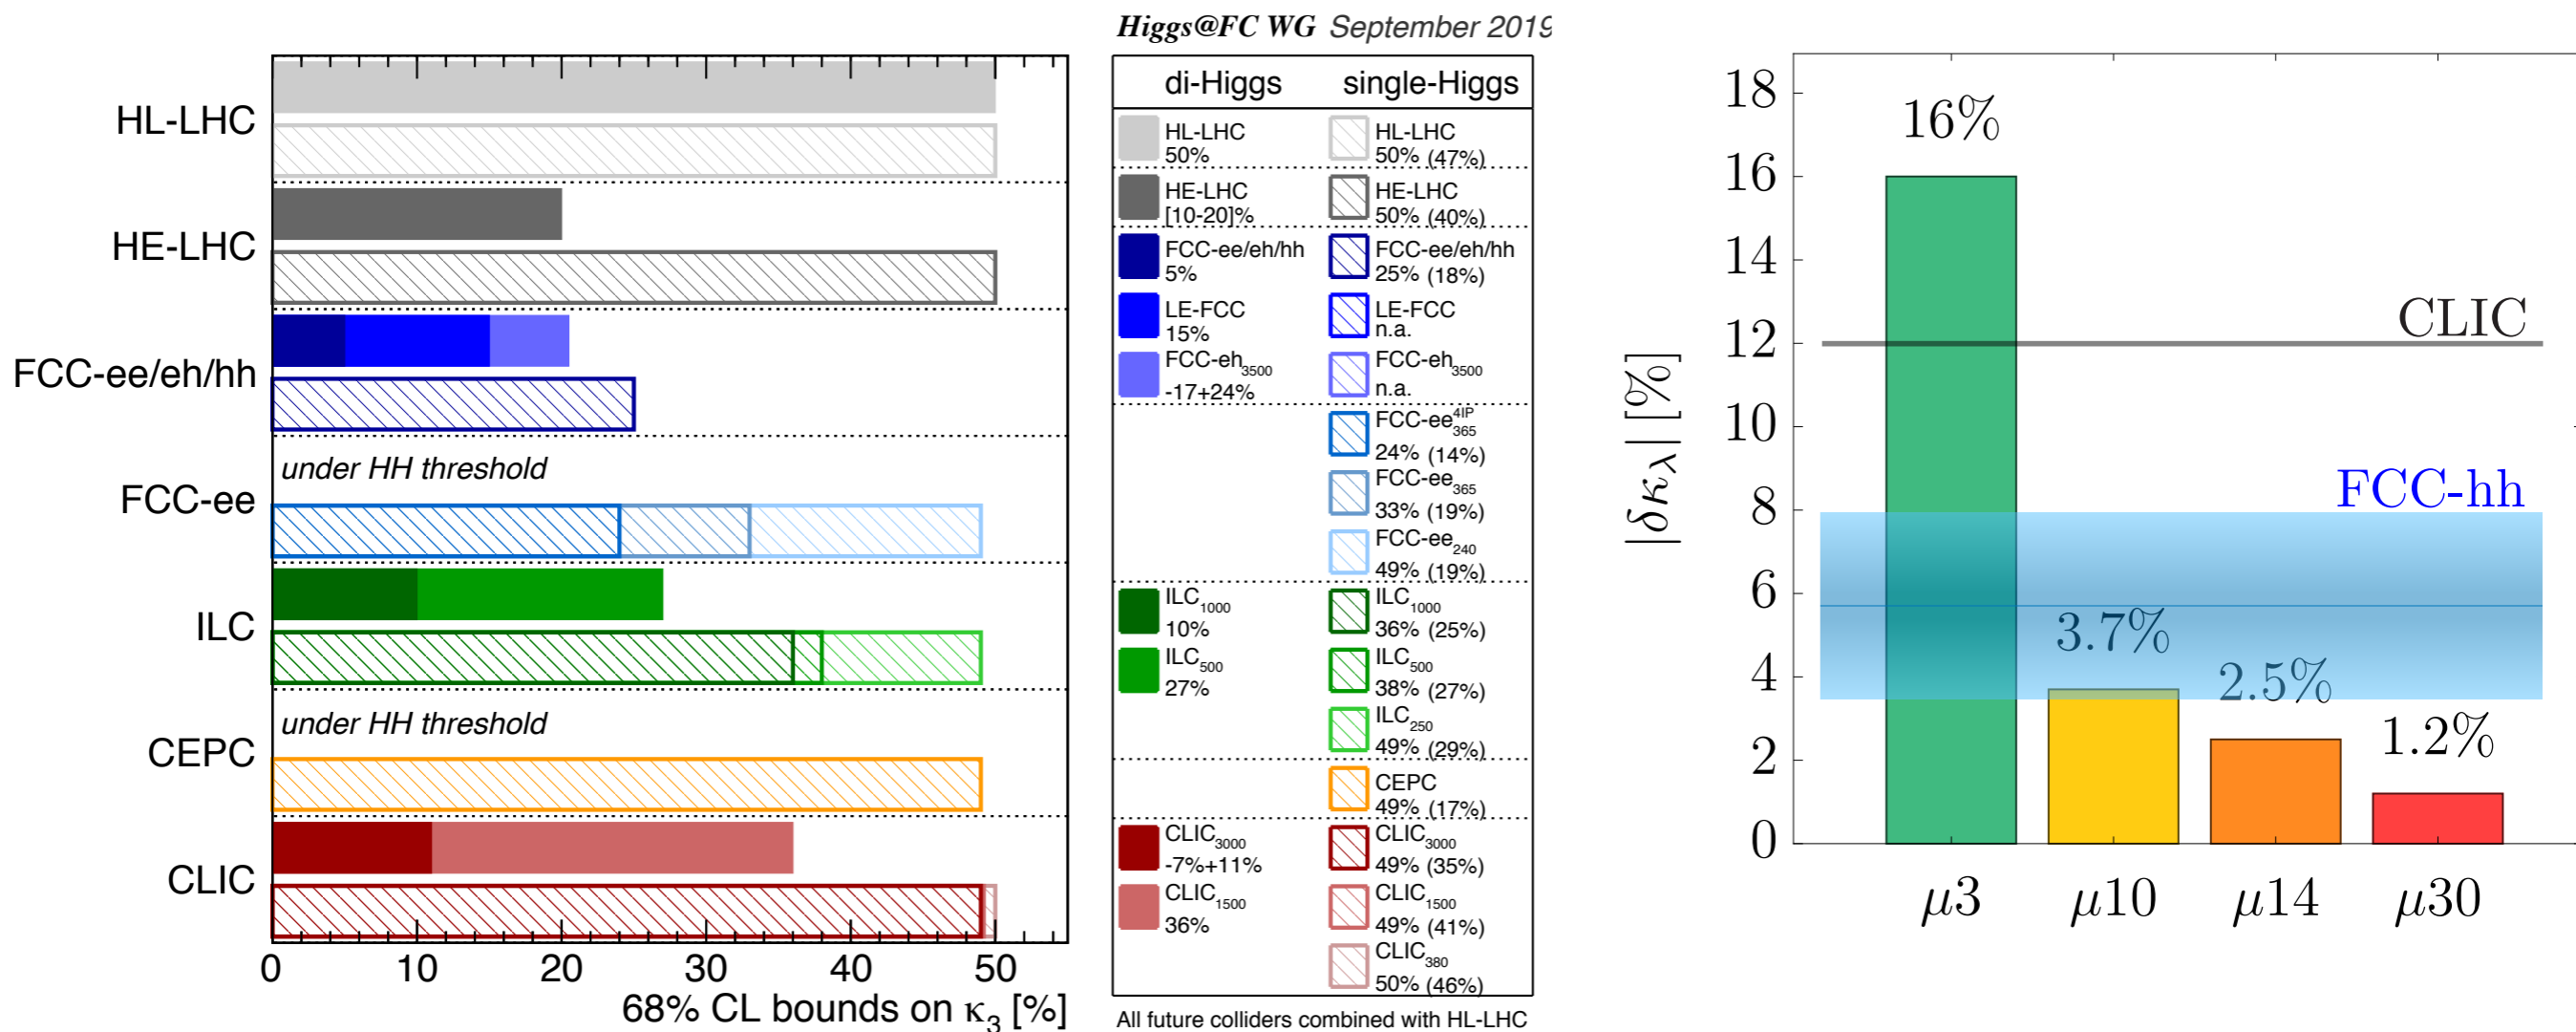 Higgs@FC WG September 2019
HL-LHC
HE-LHC
FCC-ee/eh/hh
under HH threshold
FCC-ee
ILC
under HH threshold
CEPC
CLIC
0 10 20 30 40 50
68% CL bounds on κ3 [%]
di-Higgs single-Higgs
HL-LHC
50%
HL-LHC
50% (47%)
HE-LHC
[10-20]%
HE-LHC
50% (40%)
FCC-ee/eh/hh
5%
FCC-ee/eh/hh
25% (18%)
LE-FCC
15%
LE-FCC
n.a.
FCC-eh3500
-17+24%
FCC-eh3500
n.a.
FCC-ee4IP365
24% (14%)
FCC-ee365
33% (19%)
FCC-ee240
49% (19%)
ILC1000
10%
ILC1000
36% (25%)
ILC500
27%
ILC500
38% (27%)
ILC250
49% (29%)
CEPC
49% (17%)
CLIC3000
-7%+11%
CLIC3000
49% (35%)
CLIC1500
36%
CLIC1500
49% (41%)
CLIC380
50% (46%)
All future colliders combined with HL-LHC
|δκλ| [%]
18
16
14
12
10
8
6
4
2
0
16%
CLIC
FCC-hh
3.7%
2.5%
1.2%
μ3 μ10 μ14 μ30